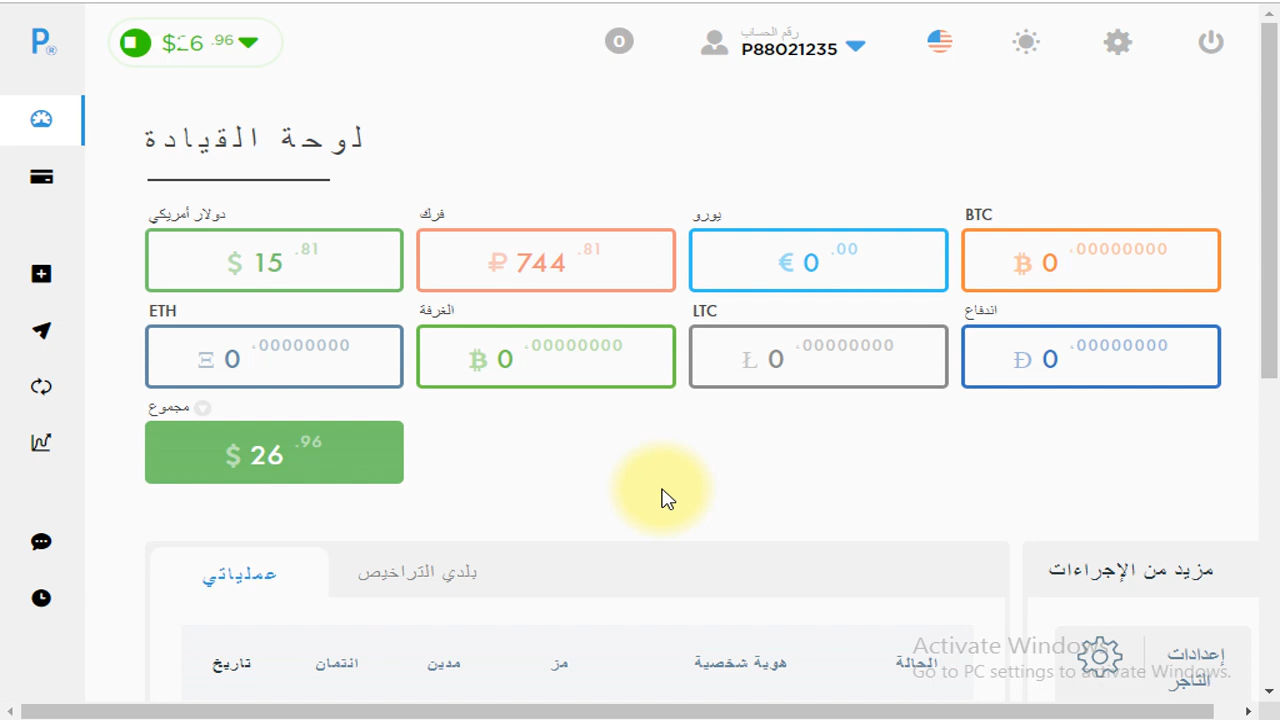 P®
$26.96
0
رقم الحساب
P88021235
لوحة القيادة
دولار أمريكي
فرك
يورو
BTC
$ 15.81
₽ 744.81
€ 0.00
₿ 0.00000000
ETH
الغرفة
LTC
اندفاع
Ξ 0.00000000
₿ 0.00000000
Ł 0.00000000
Đ 0.00000000
مجموع
$ 26.96
عملياتي
بلدي التراخيص
مزيد من الإجراءات
تاريخ
ائتمان
مدين
مز
هوية شخصية
الحالة
إعدادات
التاجر
Activate Windows
Go to PC settings to activate Windows.